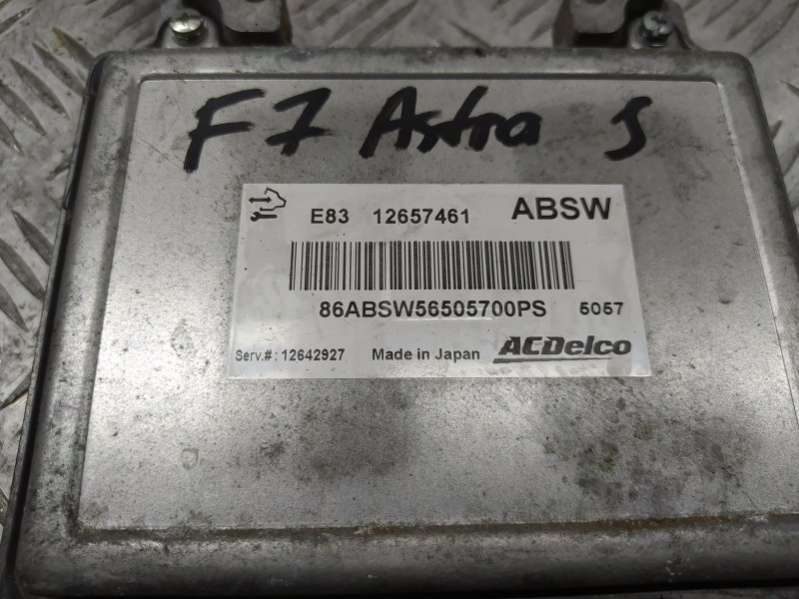 F7 Astra J
E83 12657461 ABSW
86ABSW56505700PS 5057
Serv.#: 12642927 Made in Japan ACDelco